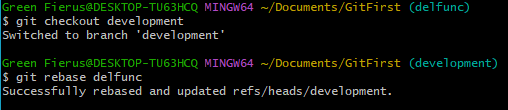 Green Fierus@DESKTOP-TU63HCQ MINGW64 ~/Documents/GitFirst (delfunc)
$ git checkout development
Switched to branch 'development'
Green Fierus@DESKTOP-TU63HCQ MINGW64 ~/Documents/GitFirst (development)
$ git rebase delfunc
Successfully rebased and updated refs/heads/development.